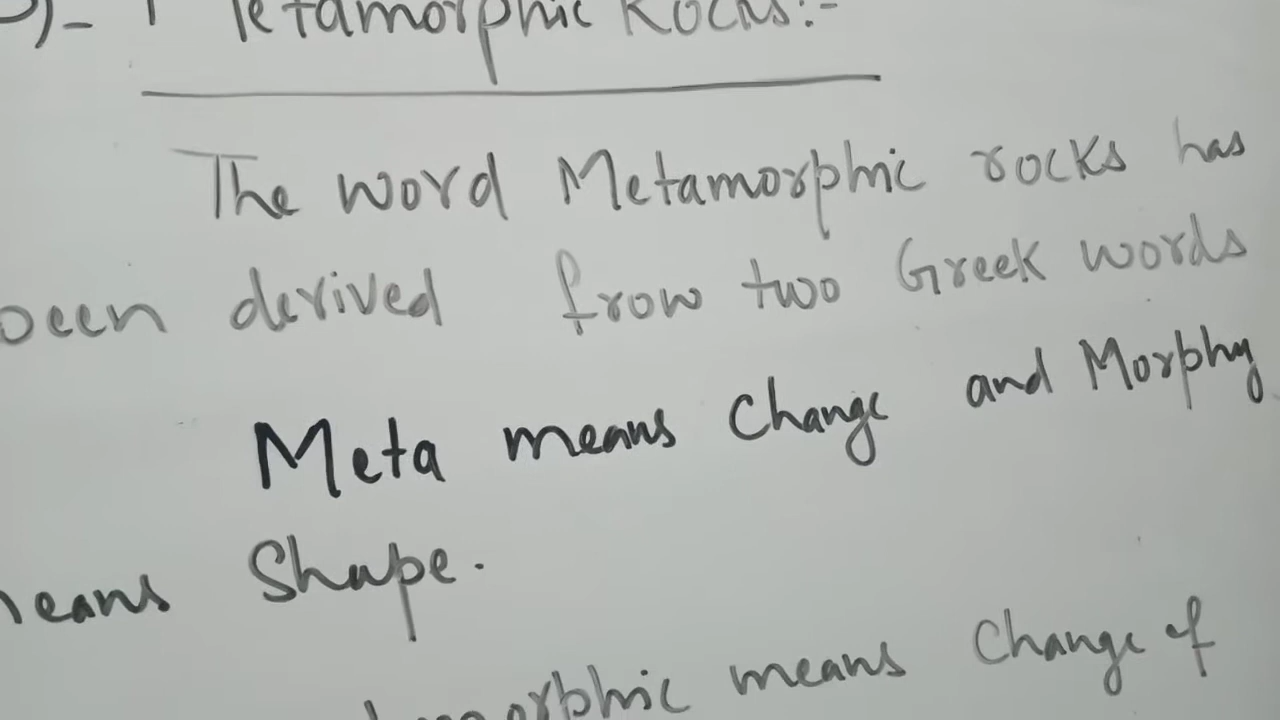 Metamorphic Rocks:-
The word Metamorphic rocks has
been derived from two Greek words
Meta means Change and Morphy
means Shape.
means Change of